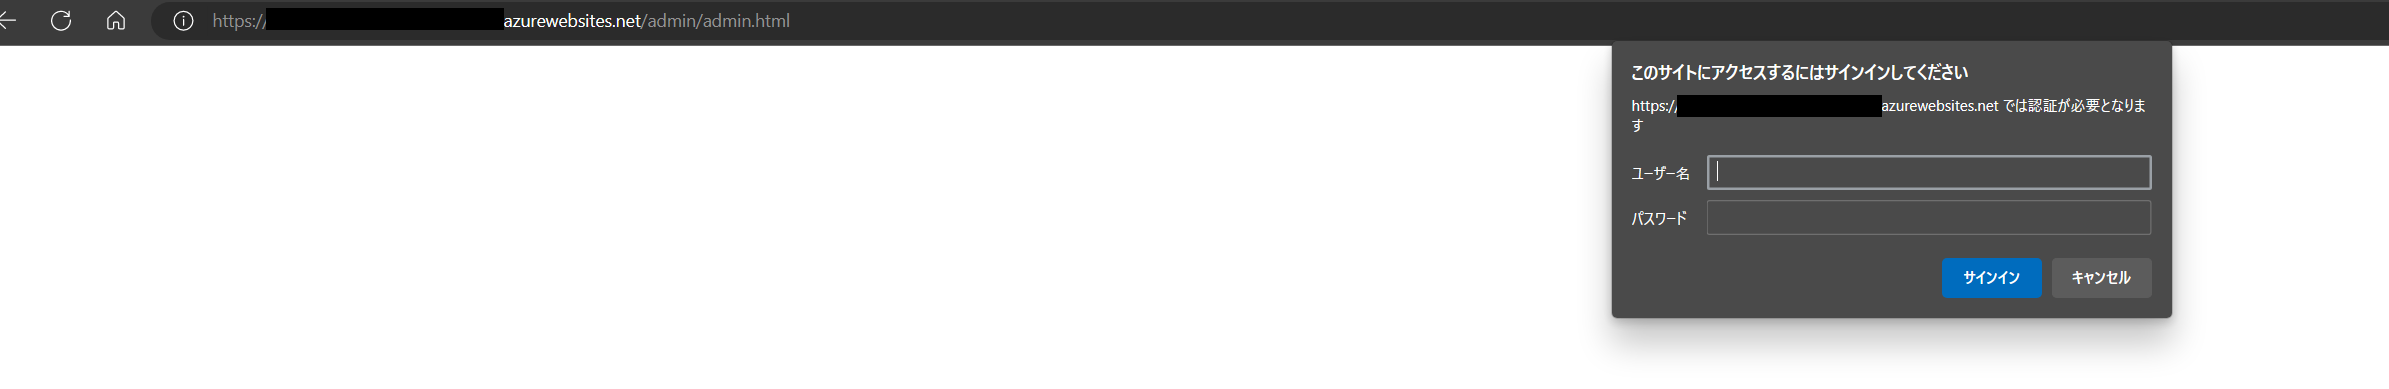 https://azurewebsites.net/admin/admin.html
このサイトにアクセスするにはサインインしてください
https://azurewebsites.net では認証が必要となりま
す
ユーザー名
パスワード
サインイン キャンセル